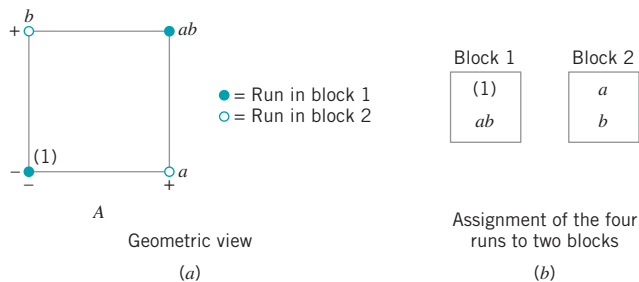 b
+
ab
= Run in block 1
= Run in block 2
(1)
–
a
–
+
A
Geometric view
(a)
Block 1
Block 2
(1)
a
ab
b
Assignment of the four
runs to two blocks
(b)